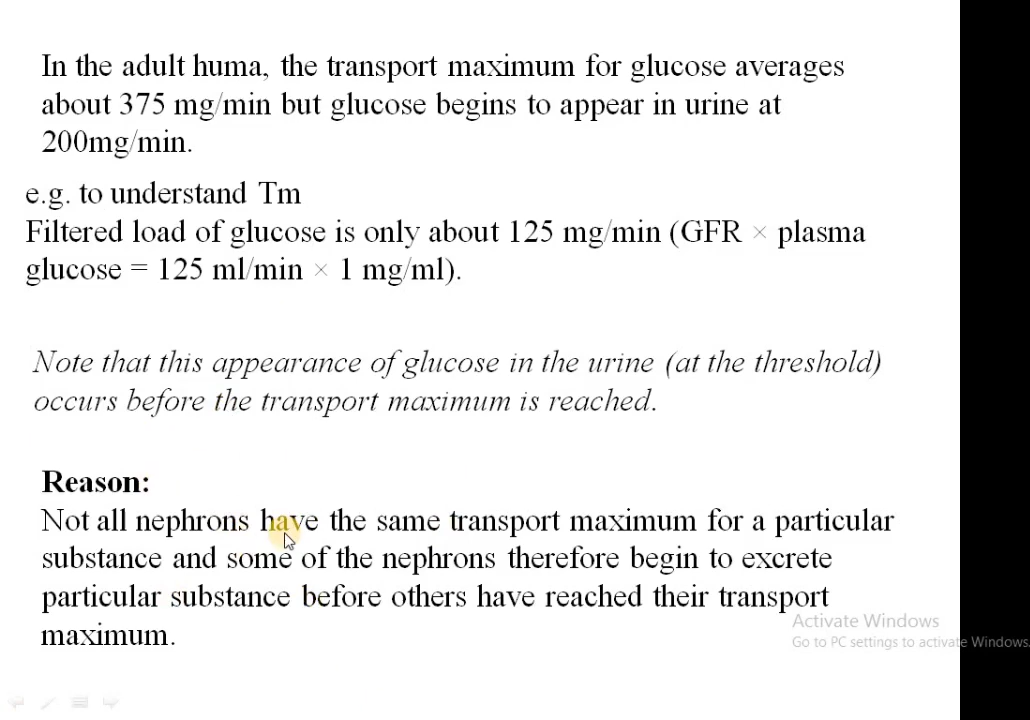 In the adult huma, the transport maximum for glucose averages
about 375 mg/min but glucose begins to appear in urine at
200mg/min.
e.g. to understand Tm
Filtered load of glucose is only about 125 mg/min (GFR × plasma
glucose = 125 ml/min × 1 mg/ml).
Note that this appearance of glucose in the urine (at the threshold)
occurs before the transport maximum is reached.
Reason:
Not all nephrons have the same transport maximum for a particular
substance and some of the nephrons therefore begin to excrete
particular substance before others have reached their transport
maximum.
Activate Windows
Go to PC settings to activate Windows.